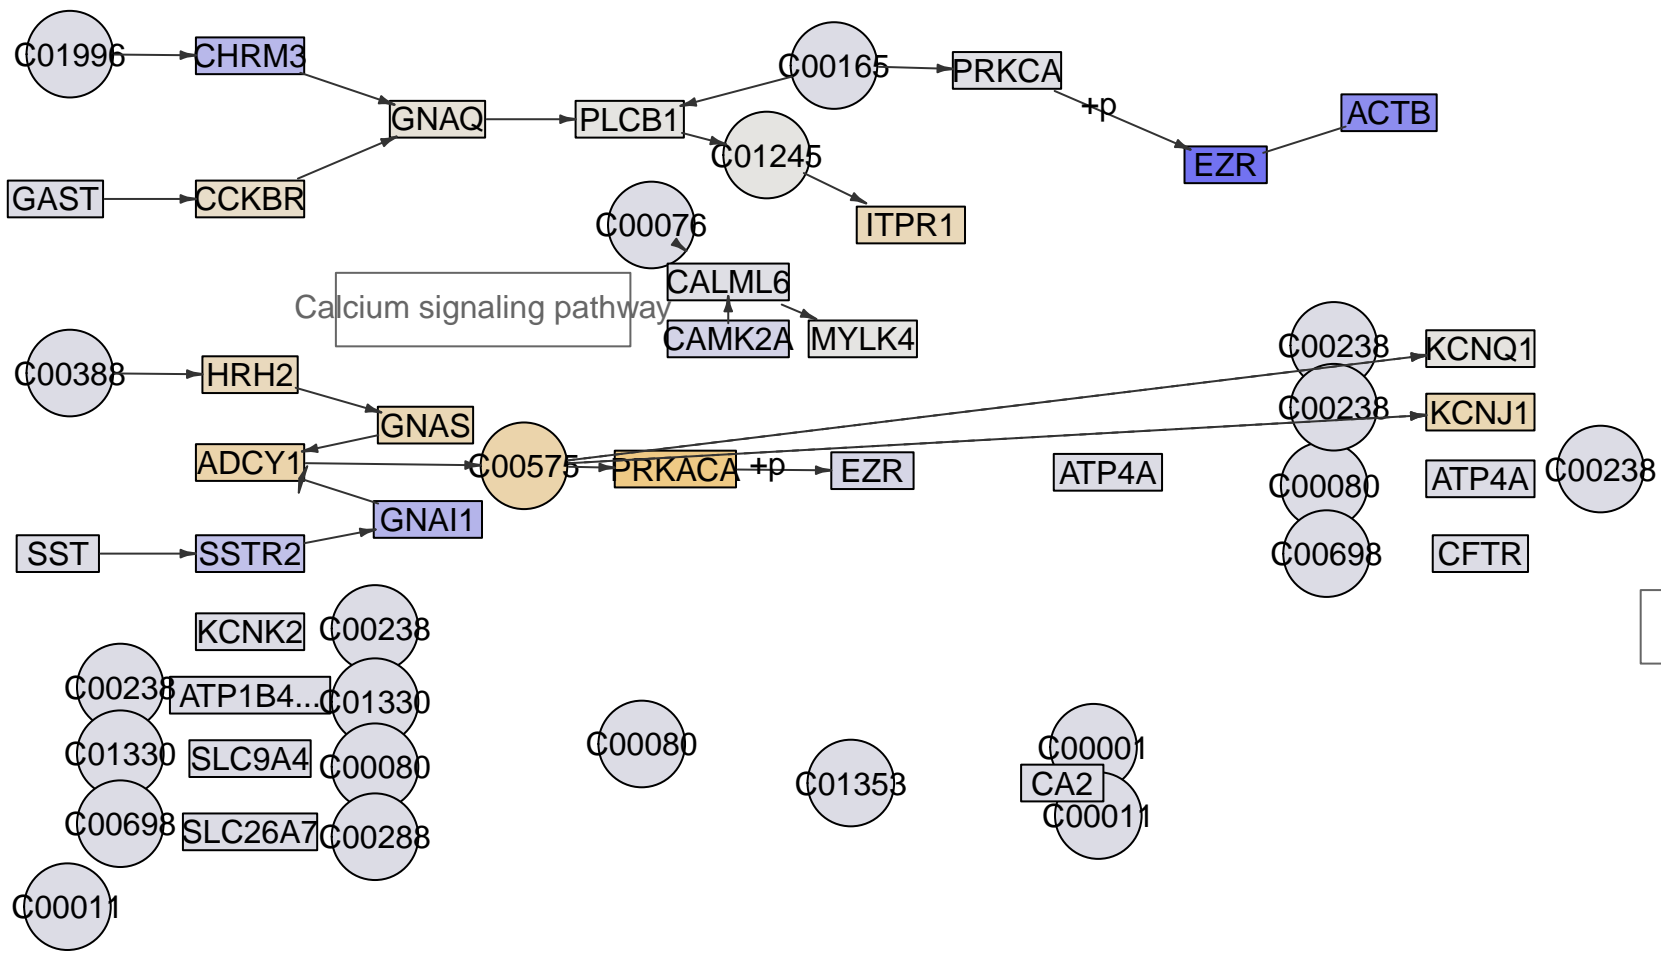 C01996
CHRM3
C00165
PRKCA
+p
ACTB
GNAQ
PLCB1
C01245
EZR
GAST
CCKBR
C00076
ITPR1
CALML6
Calcium signaling pathway
CAMK2A
MYLK4
C00238
KCNQ1
C00388
HRH2
C00238
KCNJ1
GNAS
ADCY1
C00575
PRKACA
+p
EZR
ATP4A
C00080
ATP4A
C00238
GNAI1
SST
SSTR2
C00698
CFTR
KCNK2
C00238
C00238
ATP1B4...
C01330
C01330
SLC9A4
C00080
C00080
C01353
C00001
CA2
C00011
C00698
SLC26A7
C00288
C00011